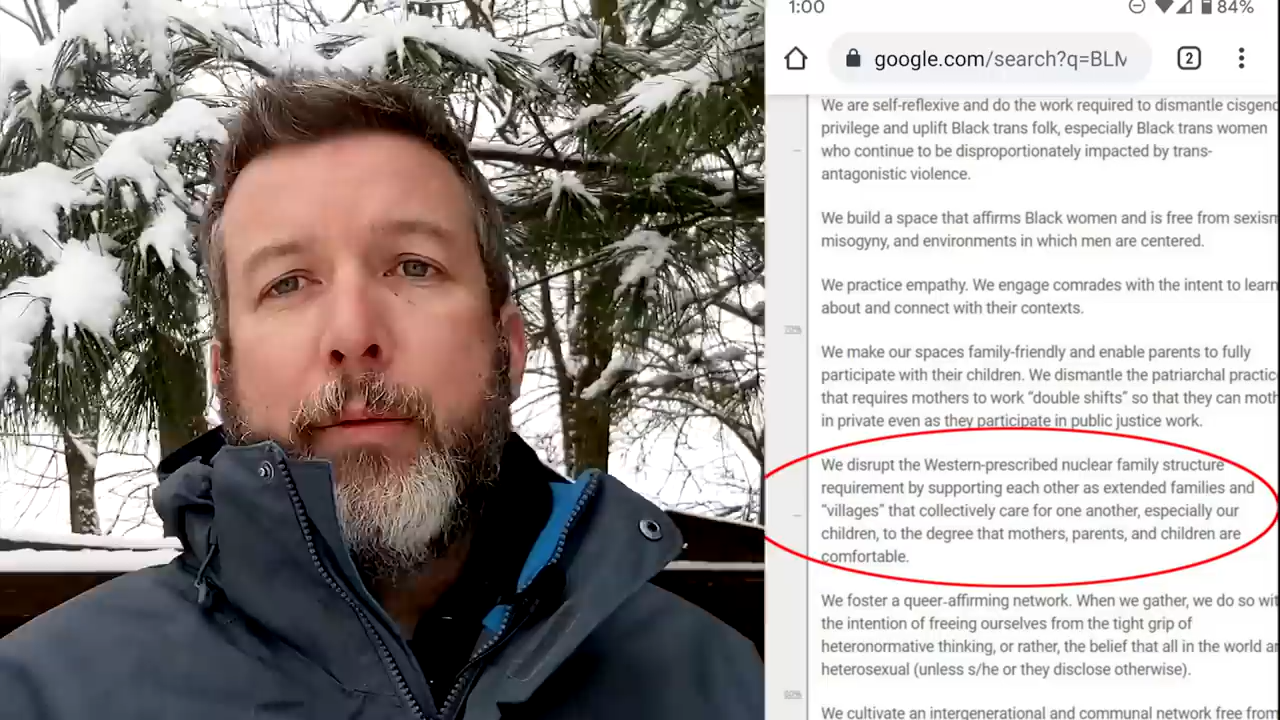 1:00
84%
google.com/search?q=BLM
2
We are self-reflexive and do the work required to dismantle
privilege and uplift Black trans folk, especially Black trans women
who continue to be disproportionately impacted by trans-
antagonistic violence.
We build a space that affirms Black women and is free from
misogyny, and environments in which men are centered.
We practice empathy. We engage comrades with the intent to learn
about and connect with their contexts.
We make our spaces family-friendly and enable parents to fully
participate with their children. We dismantle the patriarchal
that requires mothers to work “double shifts” so that they can
in private even as they participate in public justice work.
70%
We disrupt the Western-prescribed nuclear family structure
requirement by supporting each other as extended families and
“villages” that collectively care for one another, especially our
children, to the degree that mothers, parents, and children are
comfortable.
We foster a queer-affirming network. When we gather, we do so
the intention of freeing ourselves from the tight grip of
heteronormative thinking, or rather, the belief that all in the world
heterosexual (unless s/he or they disclose otherwise).
We cultivate an intergenerational and communal network free from